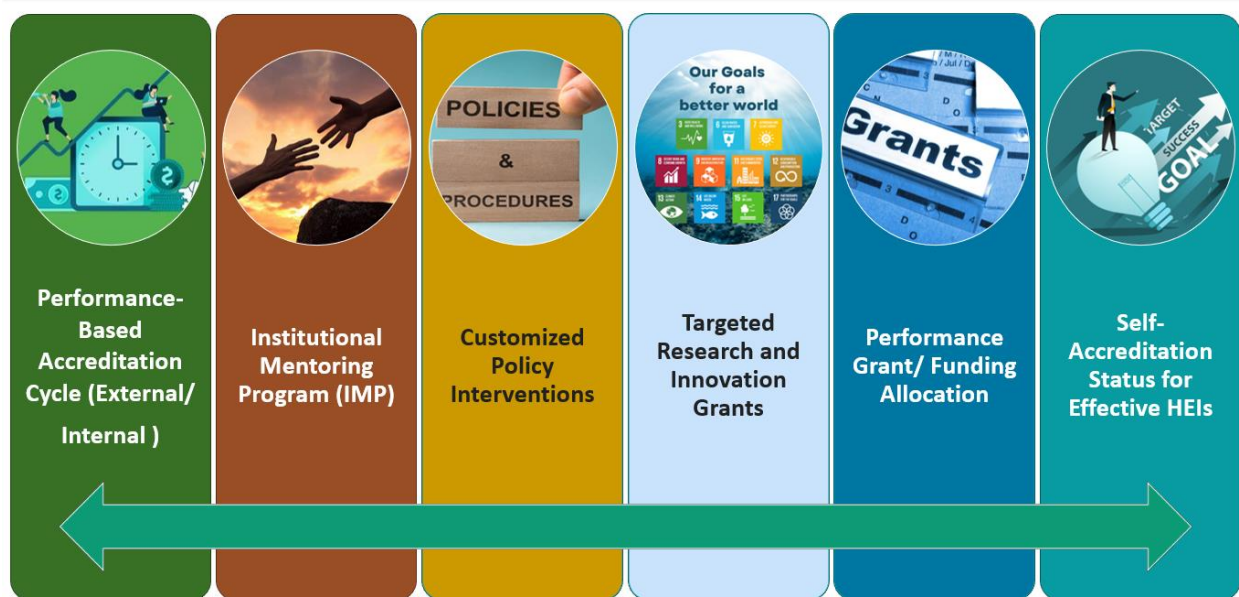 Performance-
Based
Accreditation
Cycle (External/
Internal )
Institutional
Mentoring
Program (IMP)
POLICIES
&
PROCEDURES
Customized
Policy
Interventions
Our Goals
for a
better world
Targeted
Research and
Innovation
Grants
Grants
Performance
Grant/ Funding
Allocation
TARGET
SUCCESS
GOAL
Self-
Accreditation
Status for
Effective HEIs